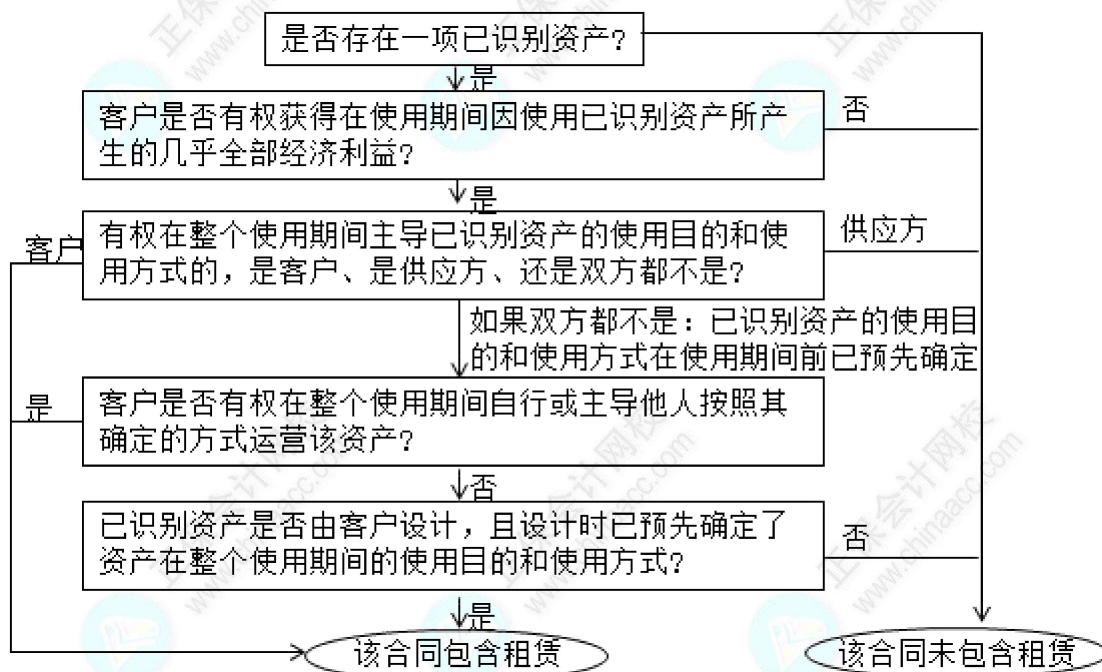 是否存在一项已识别资产？
是
客户是否有权获得在使用期间因使用已识别资产所产
生的几乎全部经济利益？
否
是
客户
有权在整个使用期间主导已识别资产的使用目的和使
用方式的，是客户、是供应方、还是双方都不是？
供应方
如果双方都不是：已识别资产的使用目
的和使用方式在使用期间前已预先确定
是
客户是否有权在整个使用期间自行或主导他人按照其
确定的方式运营该资产？
否
已识别资产是否由客户设计，且设计时已预先确定了
资产在整个使用期间的使用目的和使用方式？
否
是
该合同包含租赁
该合同未包含租赁
正保会计网校
www.chinaacc.com